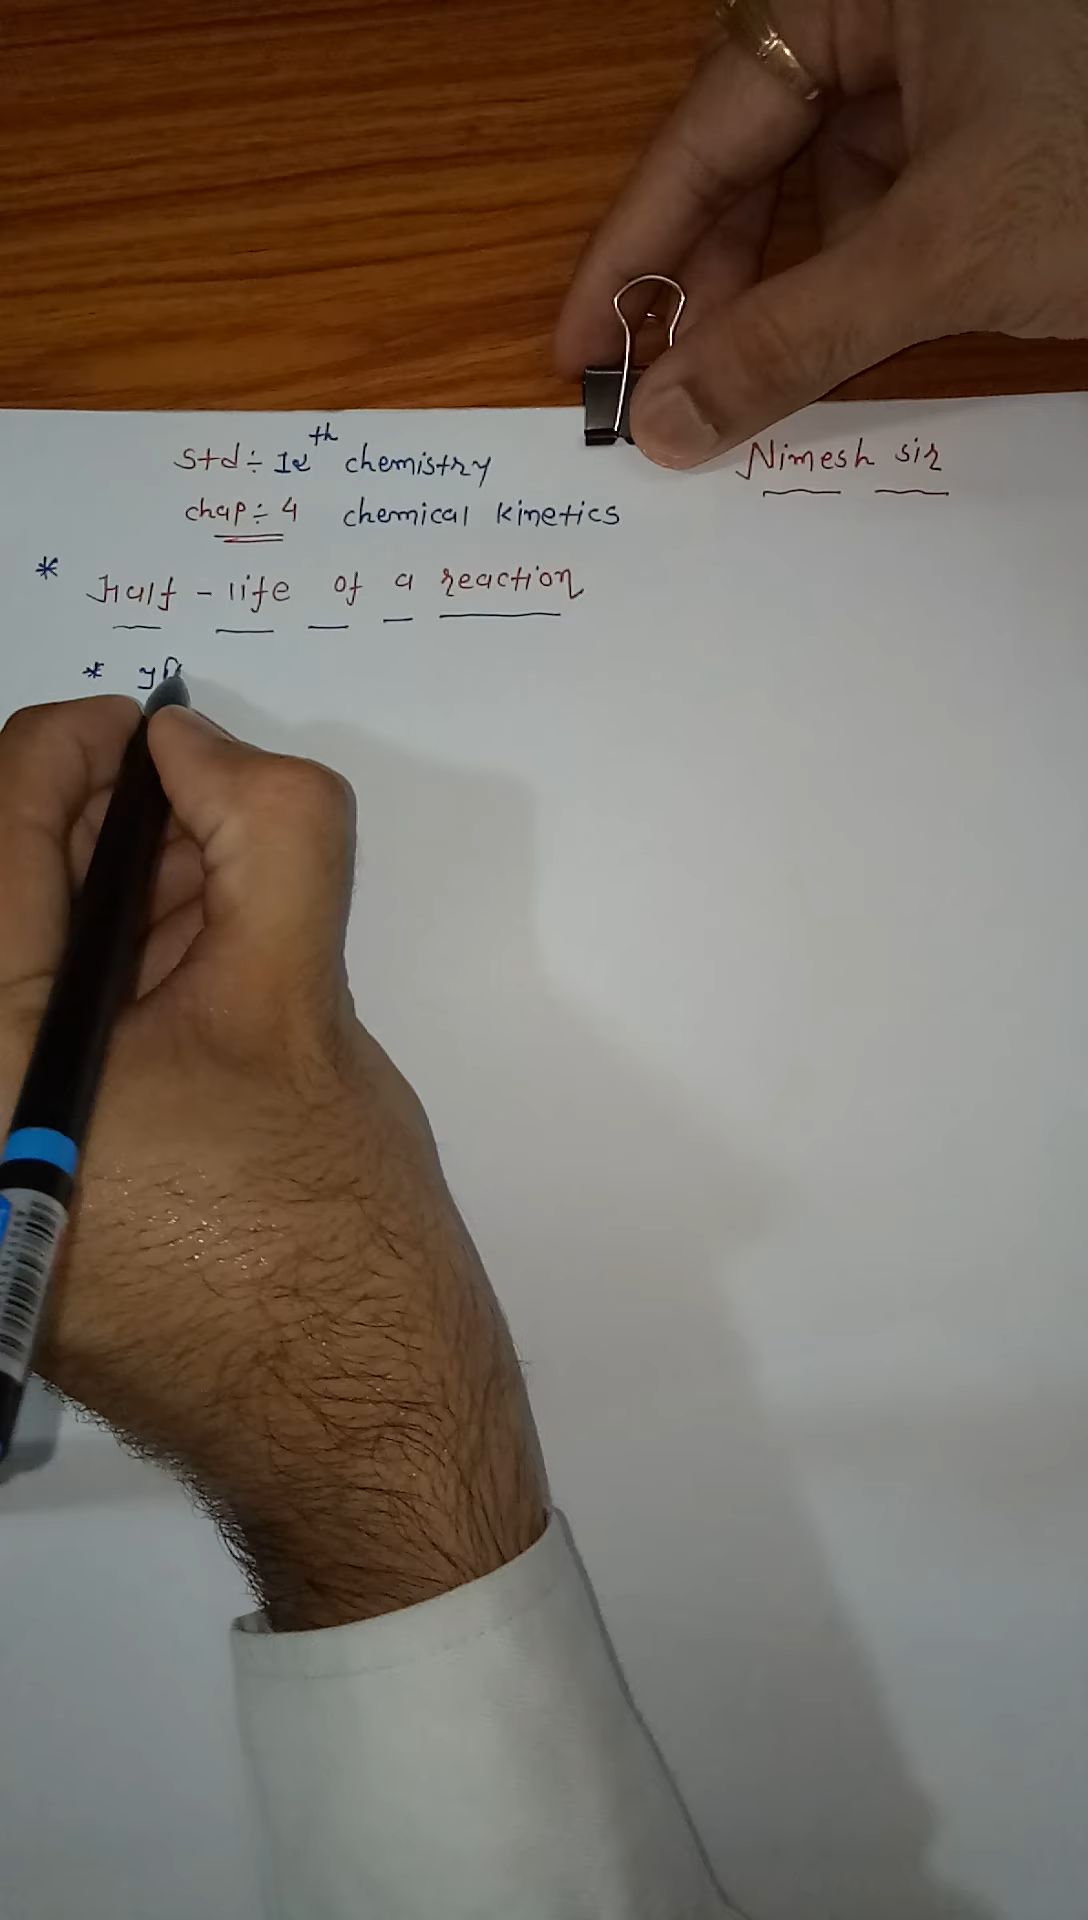 Std ÷ 12th chemistry
Nimesh sir
chap ÷ 4 chemical kinetics
* Half - life of a reaction
*